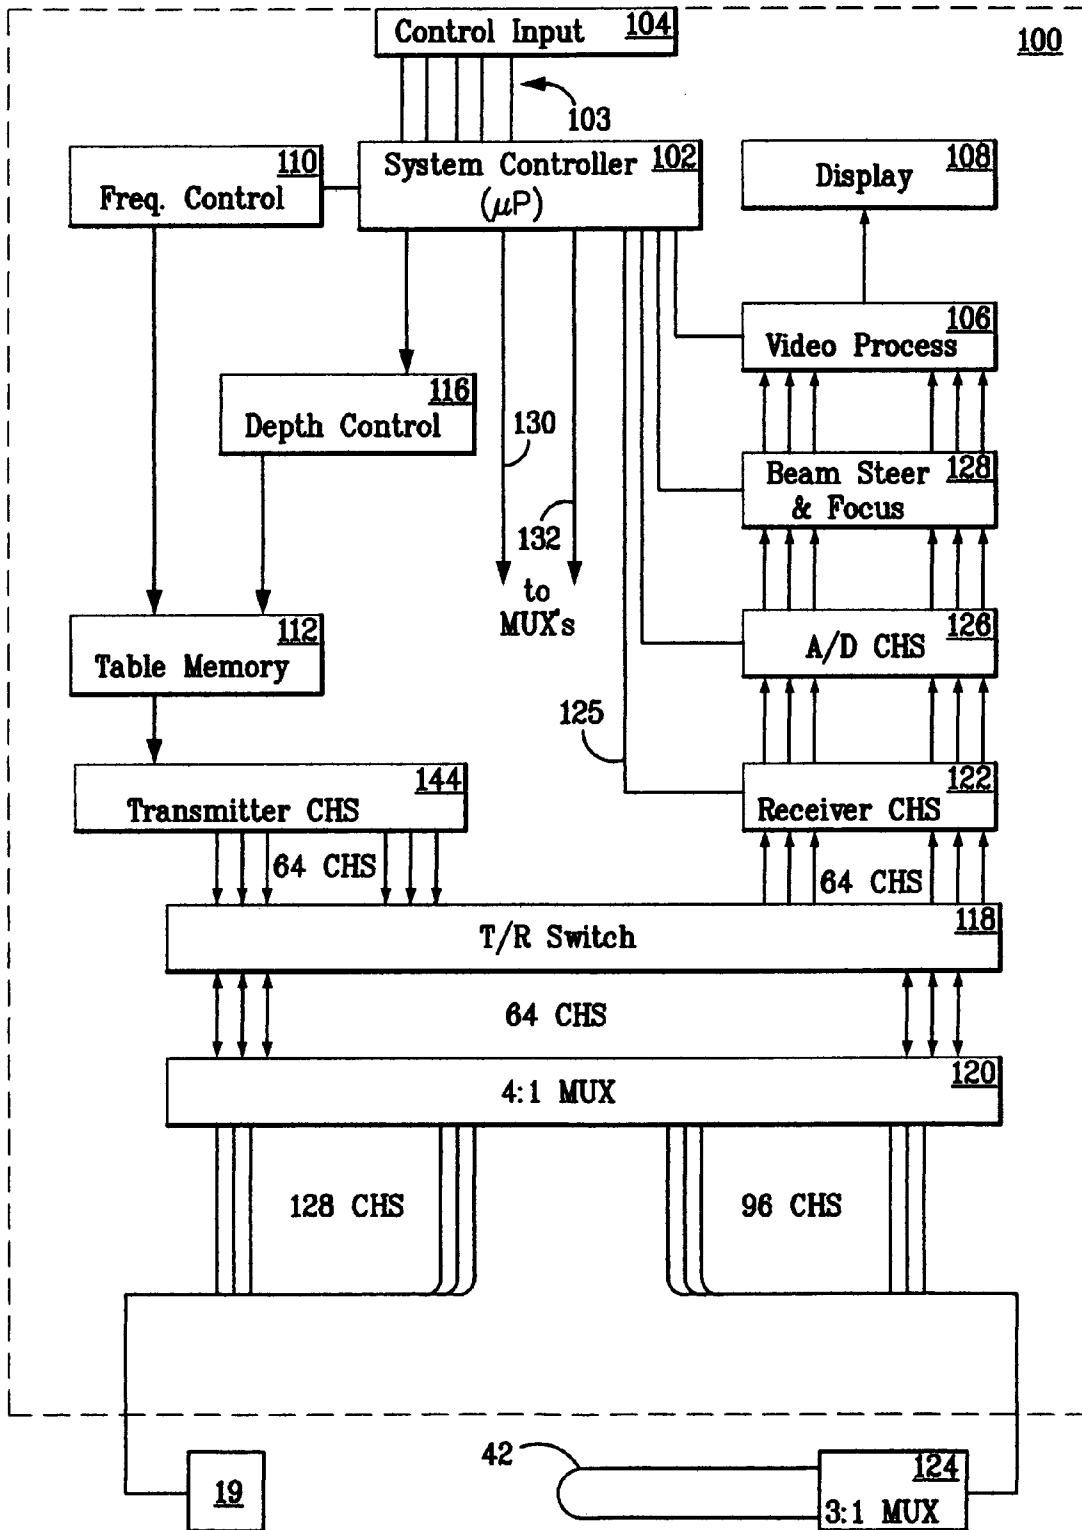 Control Input 104
100
103
110
Freq. Control
System Controller 102
(μP)
108
Display
106
Video Process
116
Depth Control
130
128
Beam Steer
& Focus
132
to
MUX's
112
Table Memory
126
A/D CHS
125
144
Transmitter CHS
122
Receiver CHS
64 CHS
64 CHS
118
T/R Switch
64 CHS
120
4:1 MUX
128 CHS
96 CHS
42
19
124
3:1 MUX